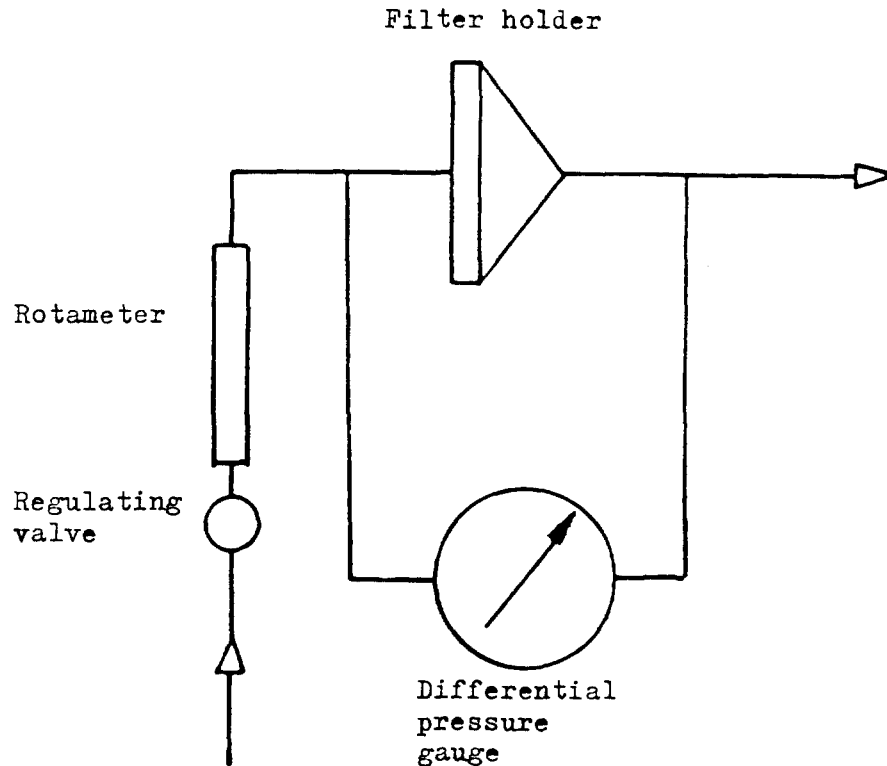 Filter holder
Rotameter
Regulating
valve
Differential
pressure
gauge